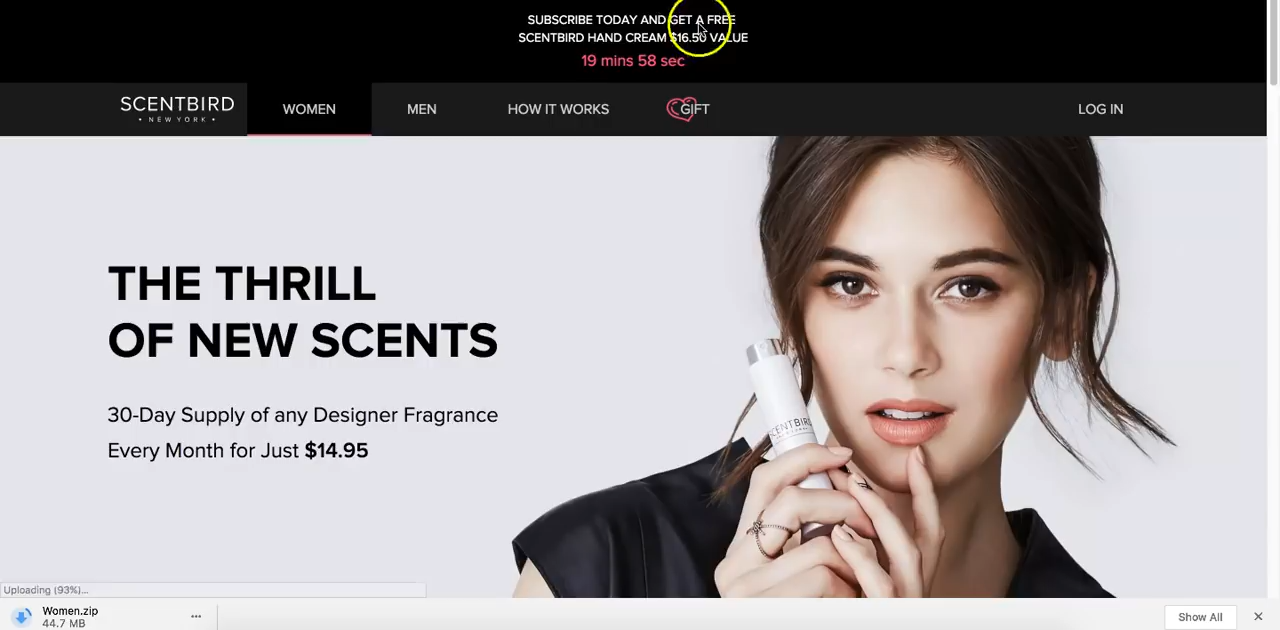 SUBSCRIBE TODAY AND GET A FREE
SCENTBIRD HAND CREAM $16.50 VALUE
19 mins 58 sec
SCENTBIRD
• NEW YORK •
WOMEN
MEN
HOW IT WORKS
GIFT
LOG IN
THE THRILL
OF NEW SCENTS
30-Day Supply of any Designer Fragrance
Every Month for Just $14.95
SCENTBIRD
Uploading (93%)...
Women.zip
44.7 MB
Show All